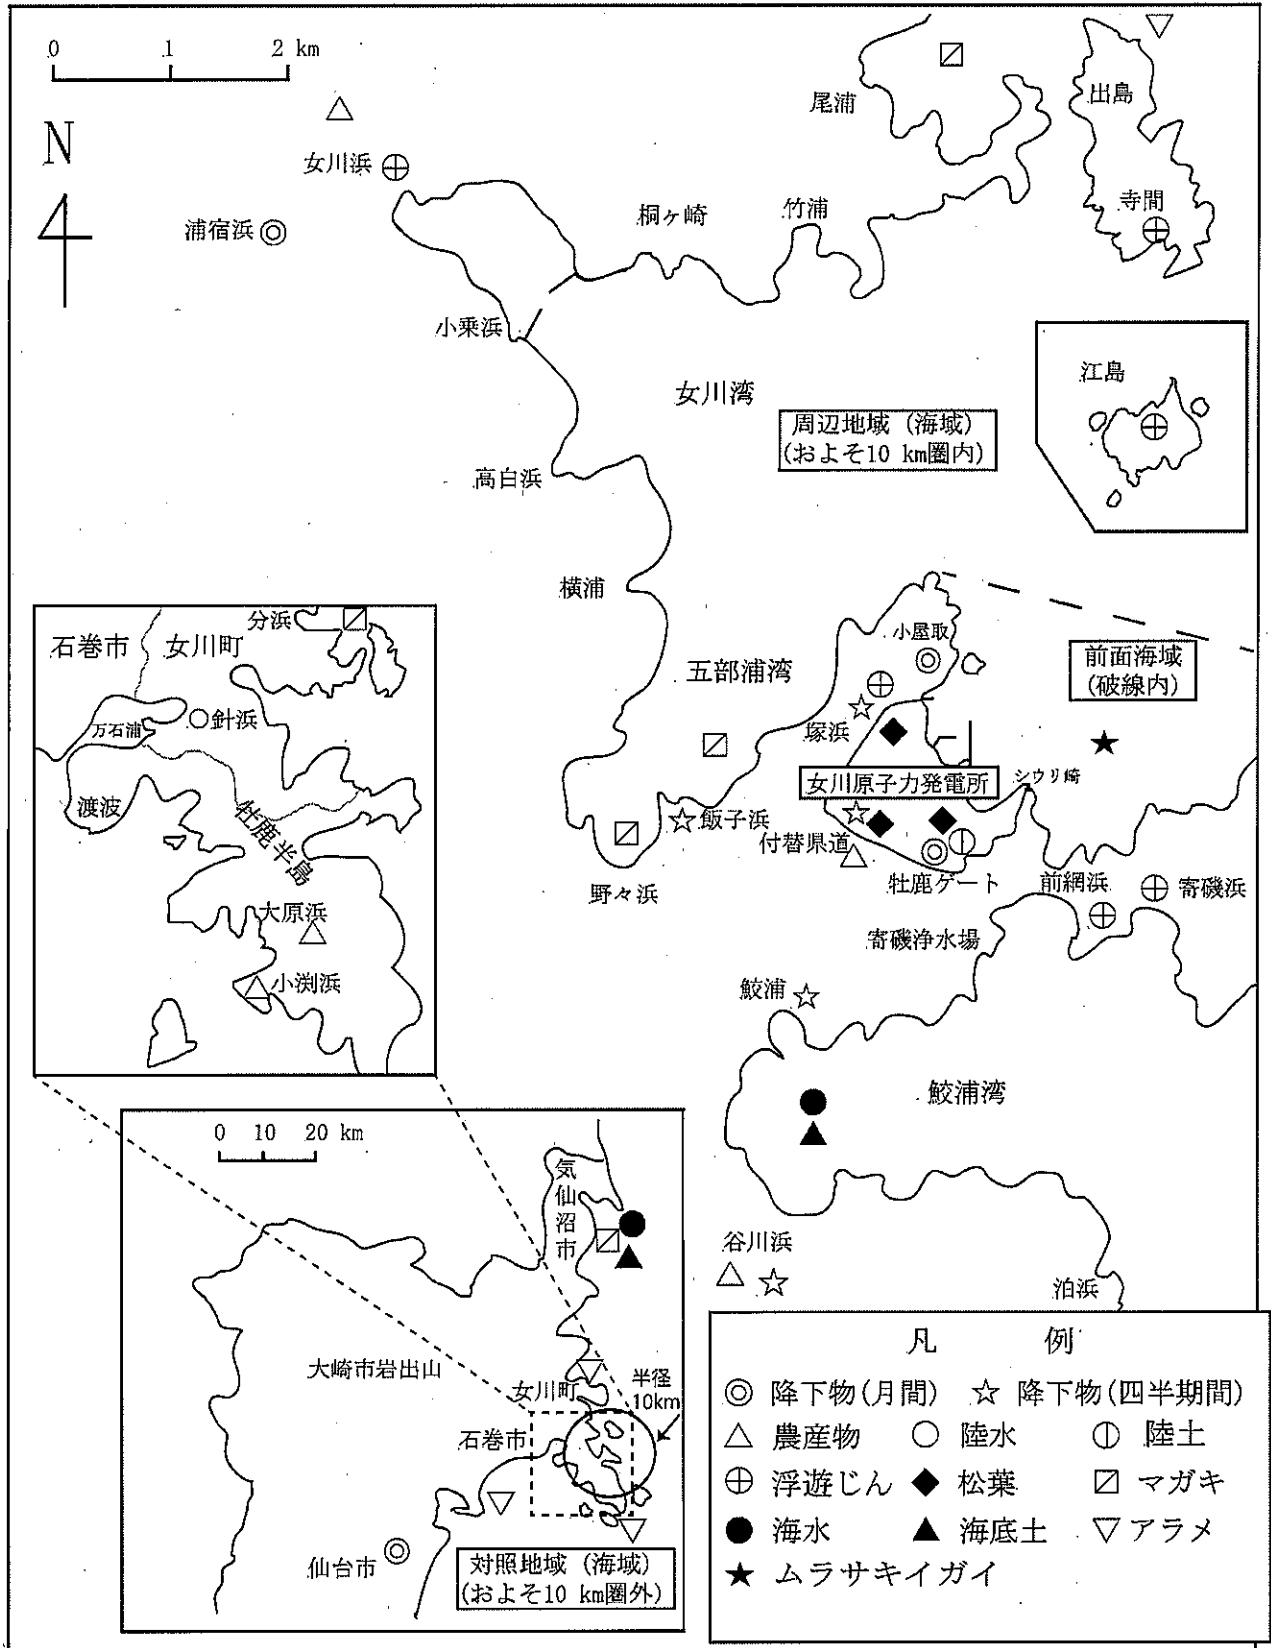 0 1 2 km
N
女川浜
浦宿浜
尾浦
出島
桐ヶ崎
竹浦
寺間
小乗浜
女川湾
周辺地域 (海域)
(およそ10 km圏内)
江島
高白浜
横浦
五部浦湾
小屋取
塚浜
前面海域
(破線内)
女川原子力発電所
シウリ崎
飯子浜
付替県道
野々浜
牡鹿ゲート
前網浜
寄磯浜
寄磯浄水場
鮫浦
鮫浦湾
谷川浜
泊浜
石巻市
女川町
分浜
万石浦
針浜
渡波
牡鹿半島
大原浜
小渕浜
0 10 20 km
気仙沼市
大崎市岩出山
女川町
半径
10km
石巻市
仙台市
対照地域 (海域)
(およそ10 km圏外)
凡 例
降下物(月間) 降下物(四半期間)
農産物 陸水 陸土
浮遊じん 松葉 マガキ
海水 海底土 アラメ
ムラサキイガイ